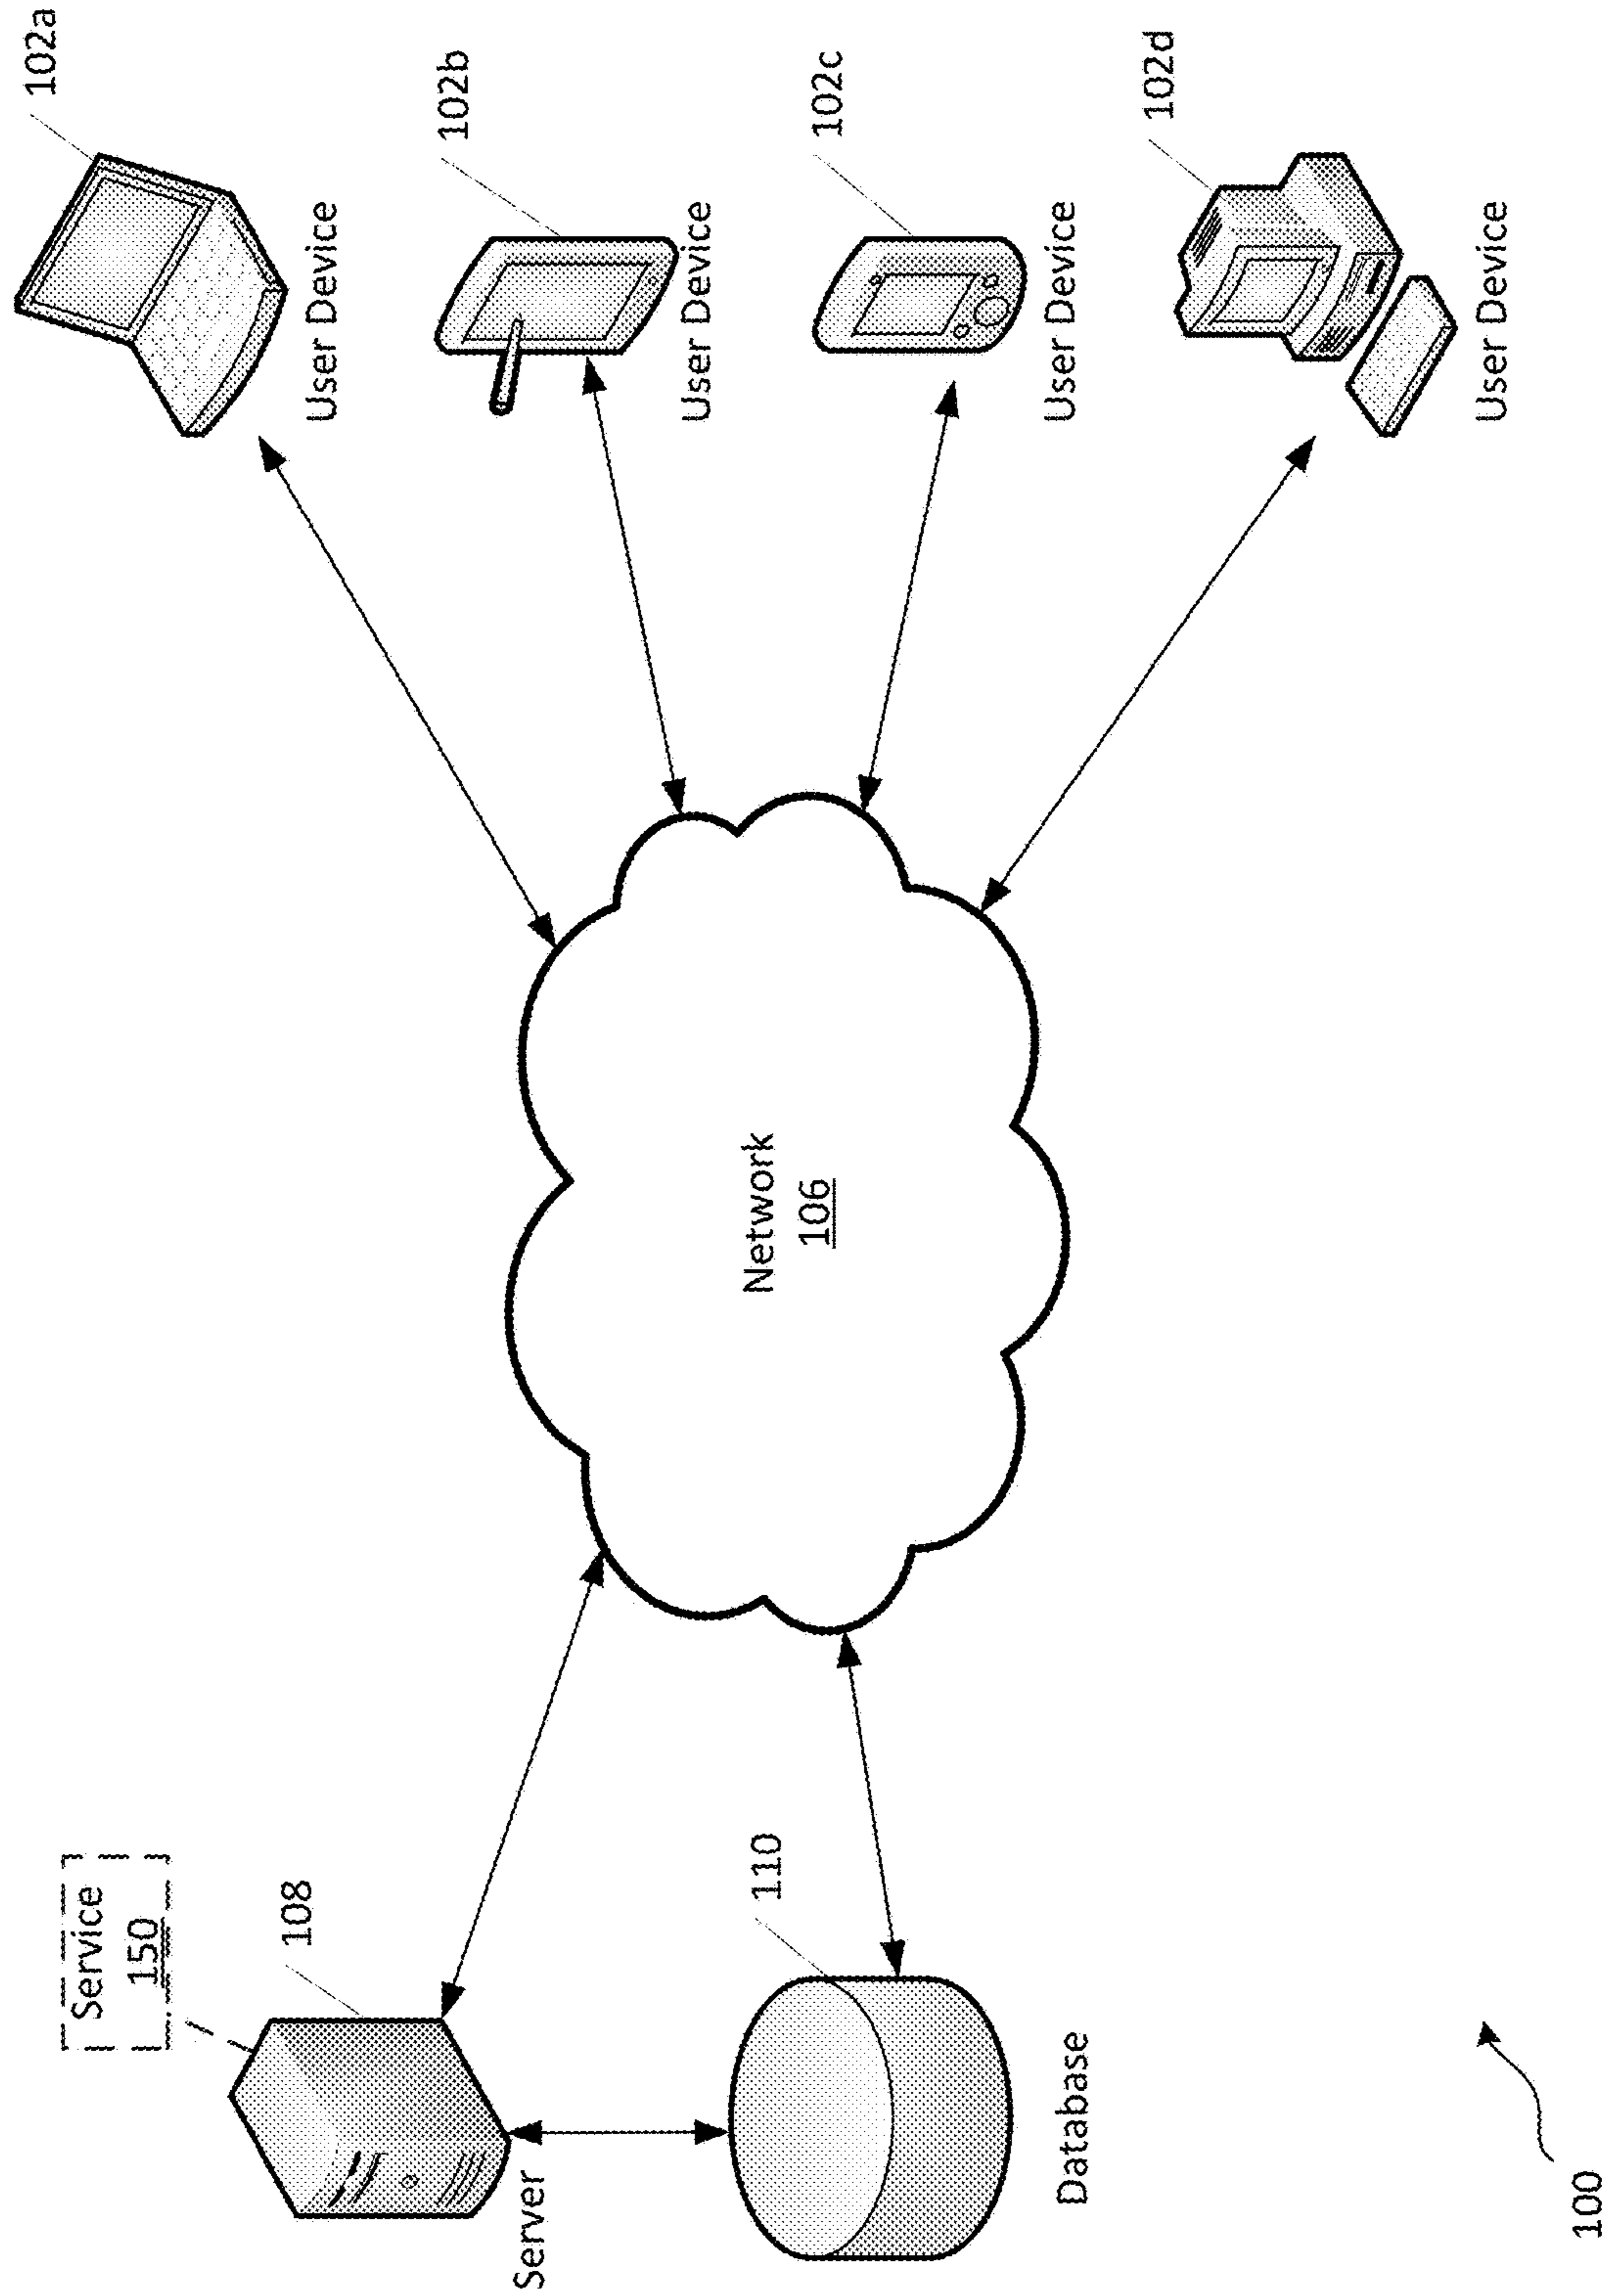 Service
150
108
Server
110
Database
Network
106
102a
User Device
102b
User Device
102c
User Device
102d
User Device
100